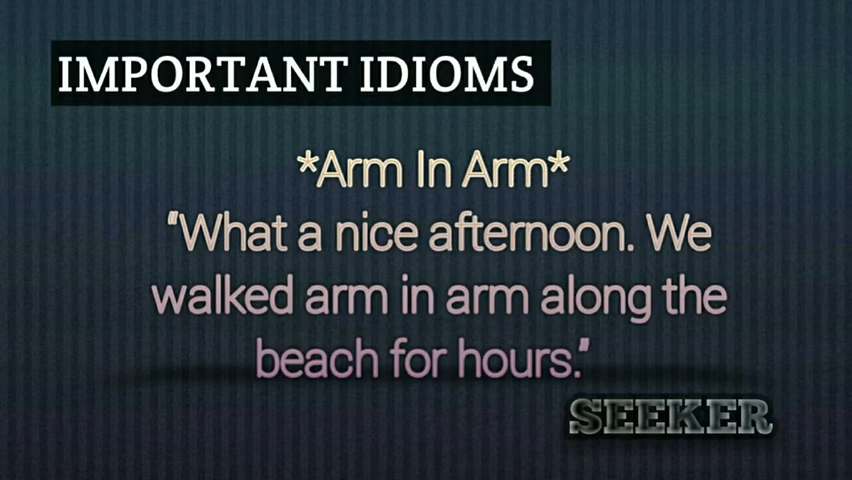 IMPORTANT IDIOMS
*Arm In Arm*
“What a nice afternoon. We
walked arm in arm along the
beach for hours.”
SEEKER